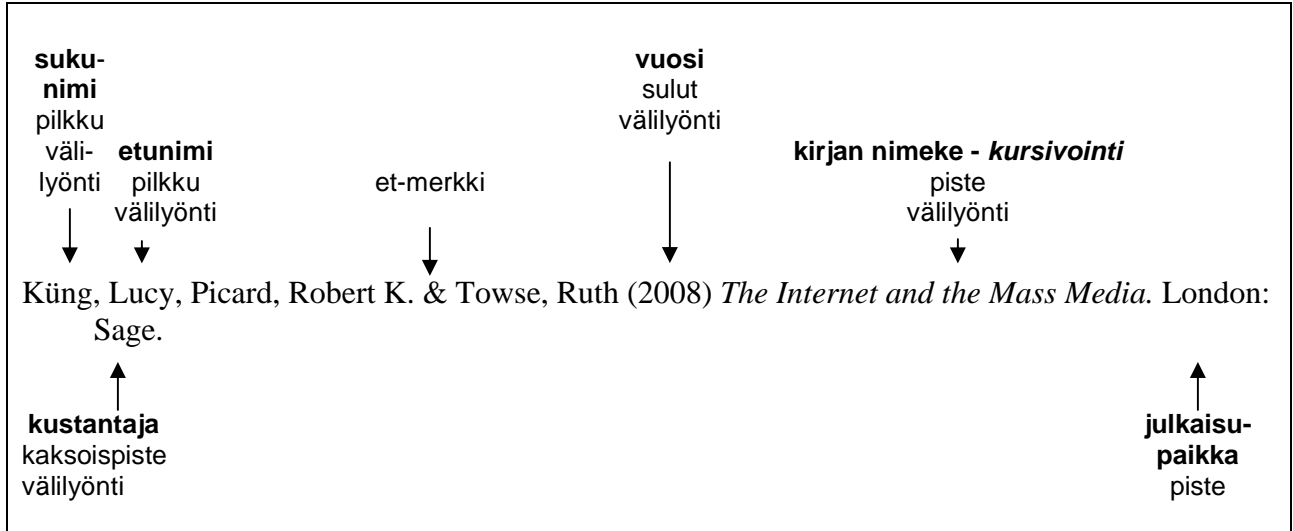 suku-
nimi
pilkku
väli-
lyönti
etunimi
pilkku
välilyönti
et-merkki
vuosi
sulut
välilyönti
kirjan nimeke - kursivointi
piste
välilyönti
Küng, Lucy, Picard, Robert K. & Towse, Ruth (2008) The Internet and the Mass Media. London:
Sage.
kustantaja
kaksoispiste
välilyönti
julkaisu-
paikka
piste